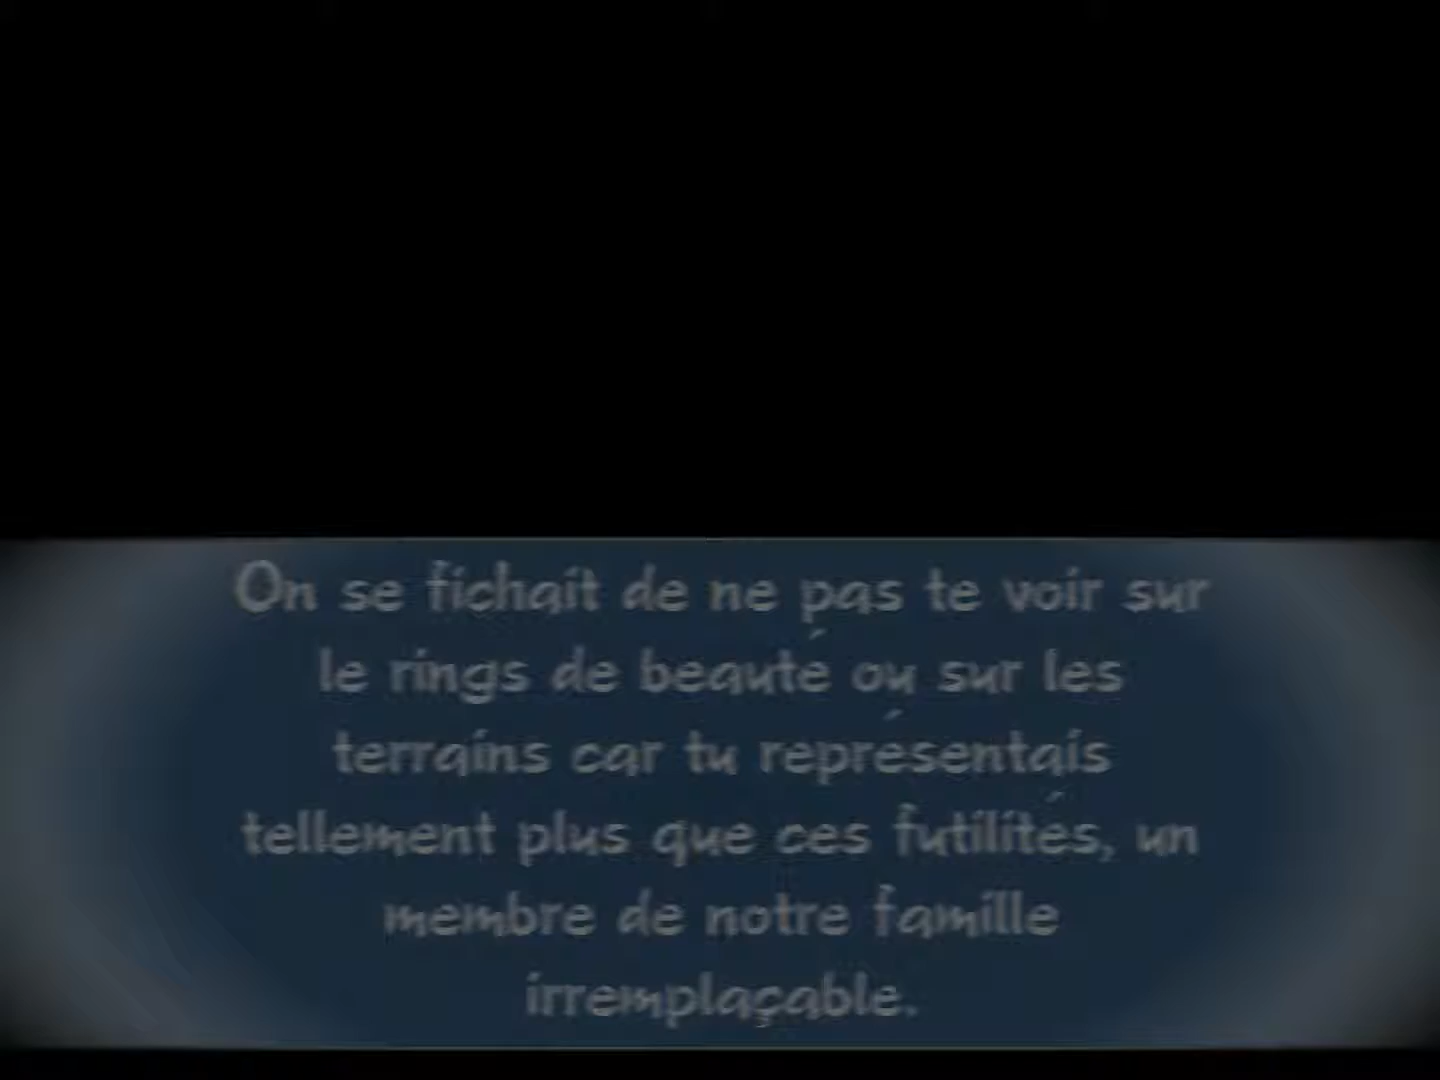 On se fichait de ne pas te voir sur
le rings de beauté ou sur les
terrains car tu représentais
tellement plus que ces futilités, un
membre de notre famille
irremplaçable.